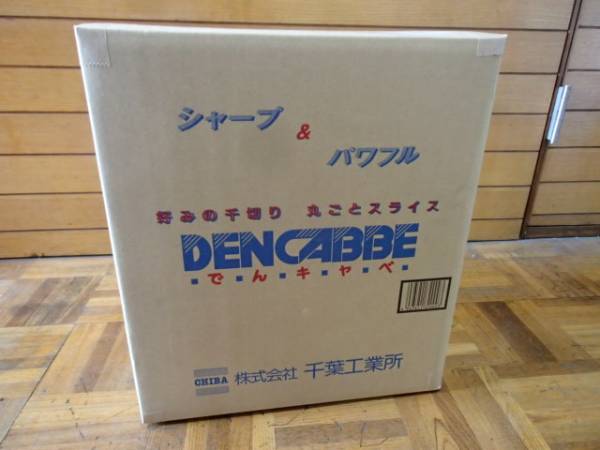 シャープ
&
パワフル
好みの千切り 丸ごとスライス
DENCABBE
・で・ん・キ・ャ・ベ・
CHIBA 株式会社 千葉工業所